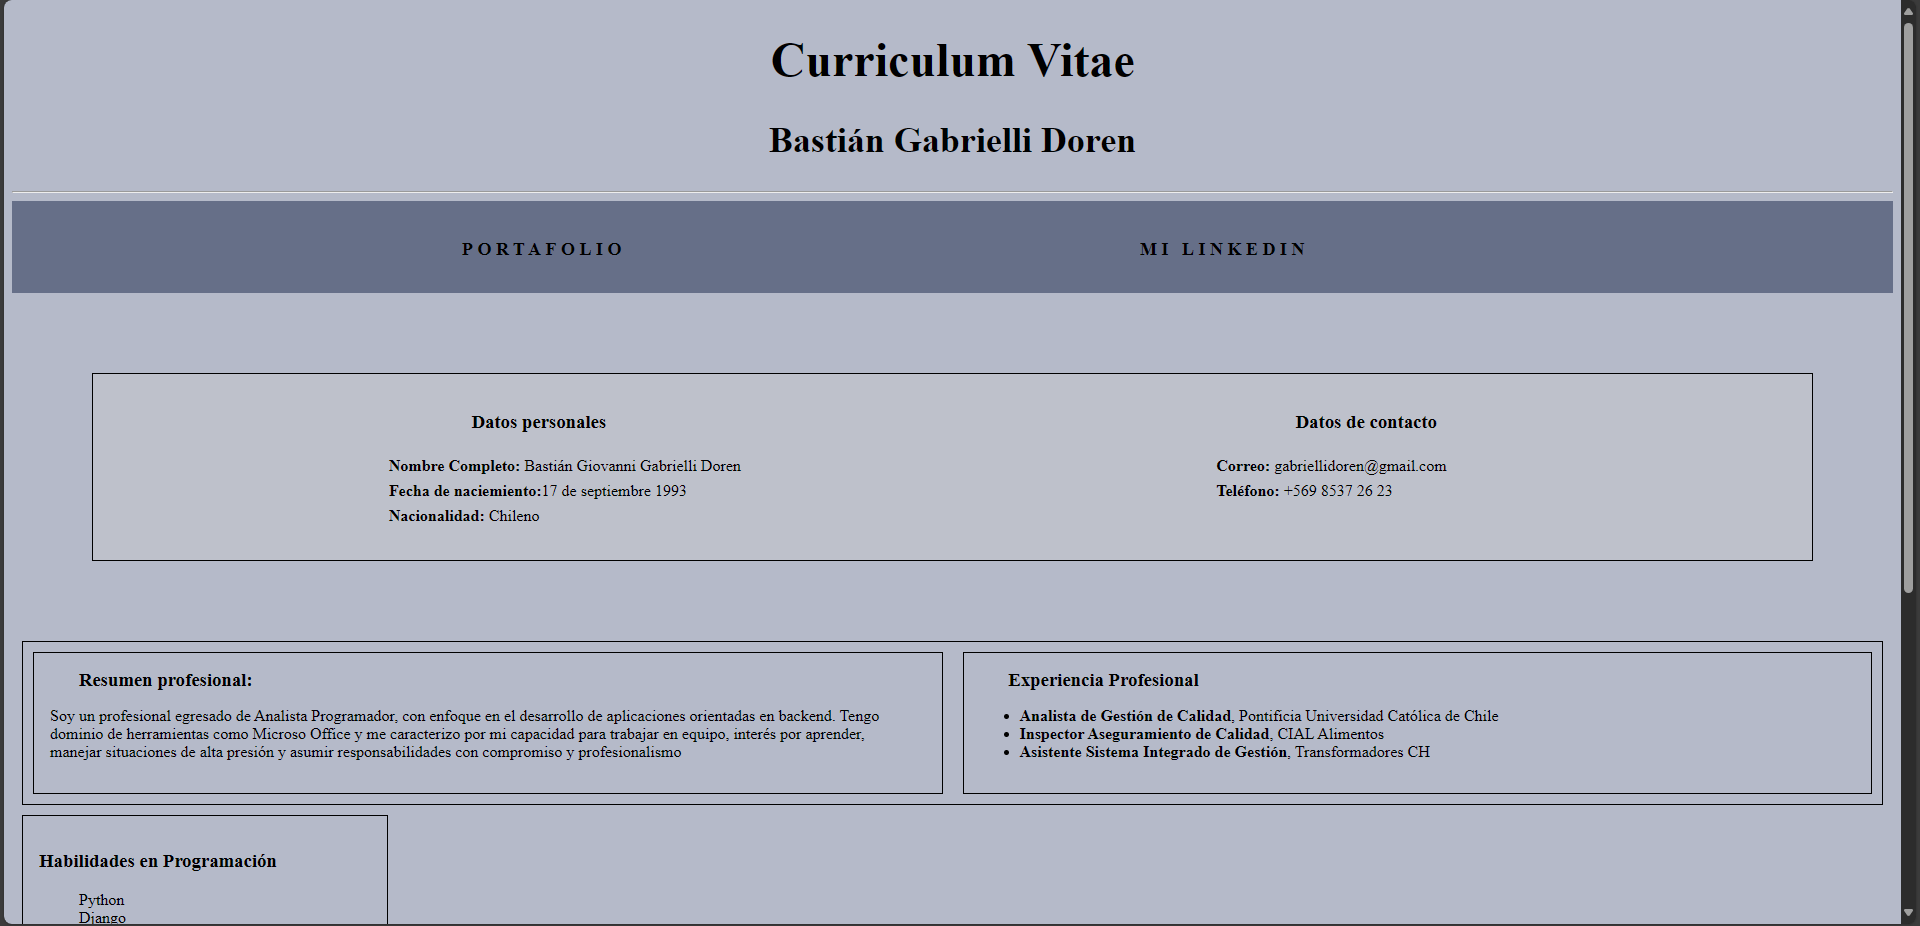 Curriculum Vitae
Bastián Gabrielli Doren
PORTAFOLIO
MI LINKEDIN
Datos personales
Nombre Completo: Bastián Giovanni Gabrielli Doren
Fecha de naciemiento:17 de septiembre 1993
Nacionalidad: Chileno
Datos de contacto
Correo: gabriellidoren@gmail.com
Teléfono: +569 8537 26 23
Resumen profesional:
Soy un profesional egresado de Analista Programador, con enfoque en el desarrollo de aplicaciones orientadas en backend. Tengo
dominio de herramientas como Microso Office y me caracterizo por mi capacidad para trabajar en equipo, interés por aprender,
manejar situaciones de alta presión y asumir responsabilidades con compromiso y profesionalismo
Experiencia Profesional
• Analista de Gestión de Calidad, Pontificia Universidad Católica de Chile
• Inspector Aseguramiento de Calidad, CIAL Alimentos
• Asistente Sistema Integrado de Gestión, Transformadores CH
Habilidades en Programación
Python
Django